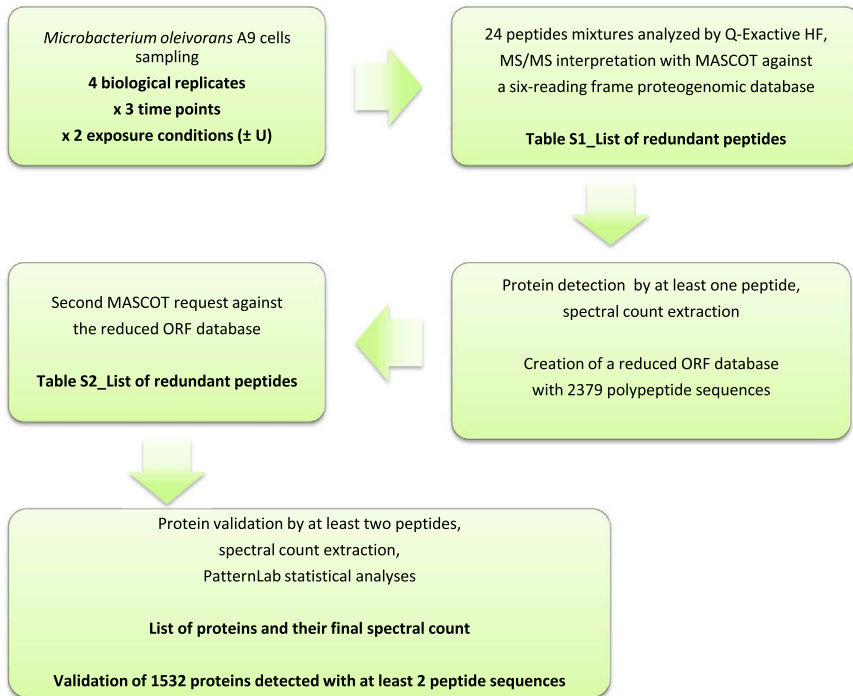 Microbacterium oleivorans A9 cells
sampling
4 biological replicates
x 3 time points
x 2 exposure conditions (± U)
24 peptides mixtures analyzed by Q-Exactive HF,
MS/MS interpretation with MASCOT against
a six-reading frame proteogenomic database
Table S1_List of redundant peptides
Protein detection by at least one peptide,
spectral count extraction
Creation of a reduced ORF database
with 2379 polypeptide sequences
Second MASCOT request against
the reduced ORF database
Table S2_List of redundant peptides
Protein validation by at least two peptides,
spectral count extraction,
PatternLab statistical analyses
List of proteins and their final spectral count
Validation of 1532 proteins detected with at least 2 peptide sequences